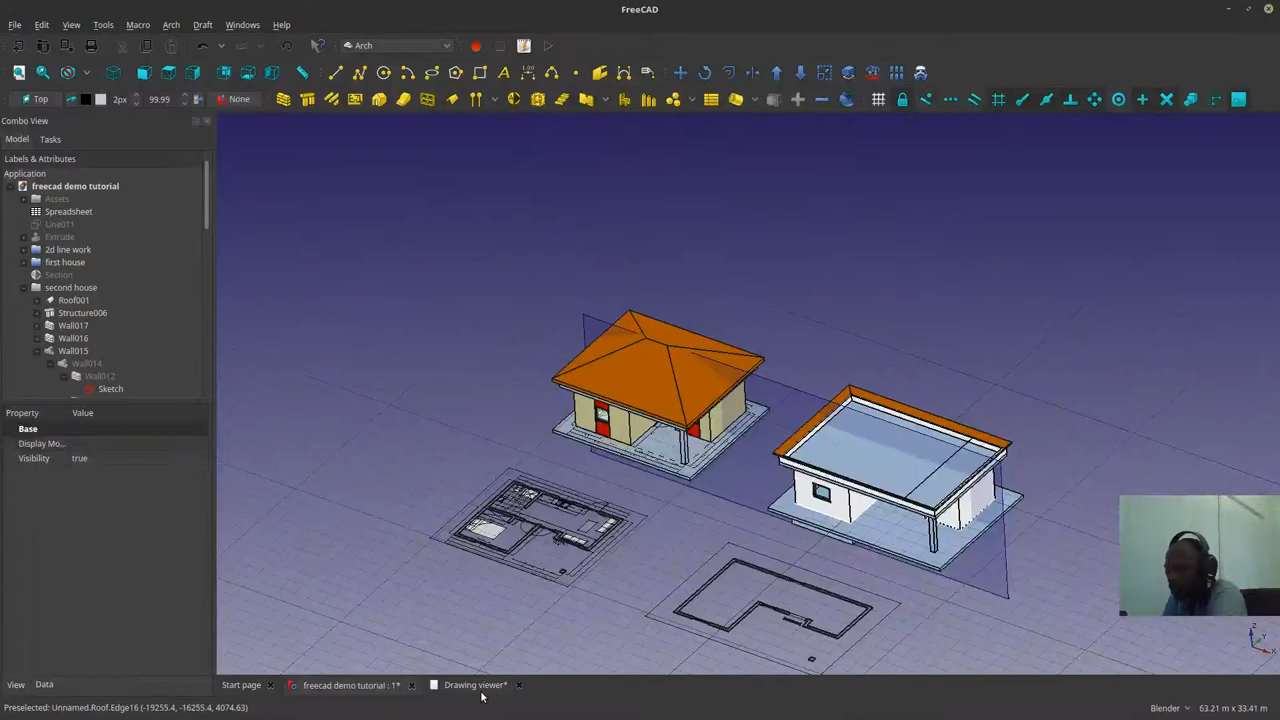 FreeCAD
File Edit View Tools Macro Arch Draft Windows Help
Arch
Top 2px 99.99 None
Combo View
Model Tasks
Labels & Attributes
Application
freecad demo tutorial
Assets
Spreadsheet
Line011
Extrude
2d line work
first house
Section
second house
Roof001
Structure006
Wall017
Wall016
Wall015
Wall014
Wall012
Sketch
Property Value
Base
Display Mo...
Visibility true
View Data
Start page freecad demo tutorial : 1* Drawing viewer*
Preselected: Unnamed.Roof.Edge16 (-19255.4, -16255.4, 4074.63) Blender 63.21 m x 33.41 m